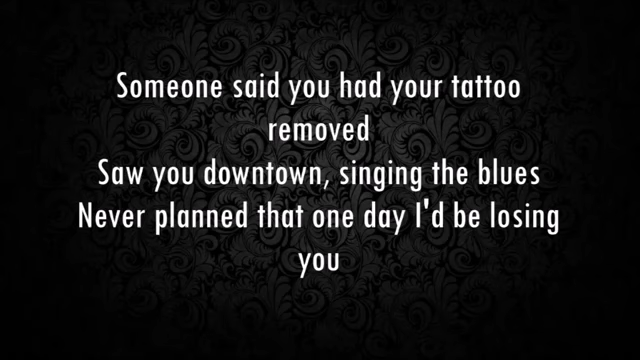 Someone said you had your tattoo
removed
Saw you downtown, singing the blues
Never planned that one day I'd be losing
you